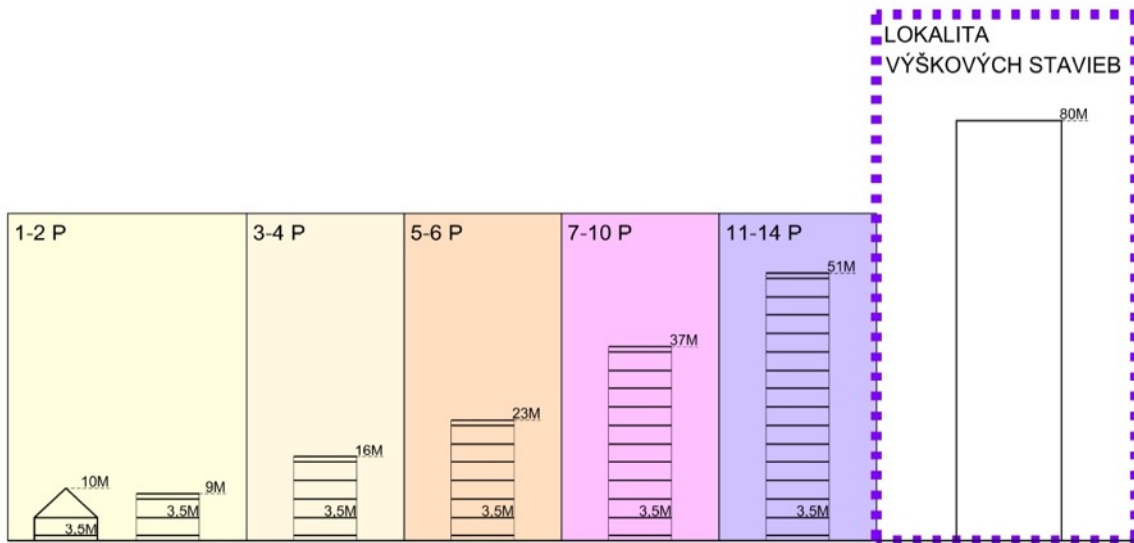 LOKALITA
VÝŠKOVÝCH STAVIEB
80M
1-2 P
3-4 P
5-6 P
7-10 P
11-14 P
51M
37M
23M
16M
10M
9M
3.5M
3.5M
3.5M
3.5M
3.5M
3.5M